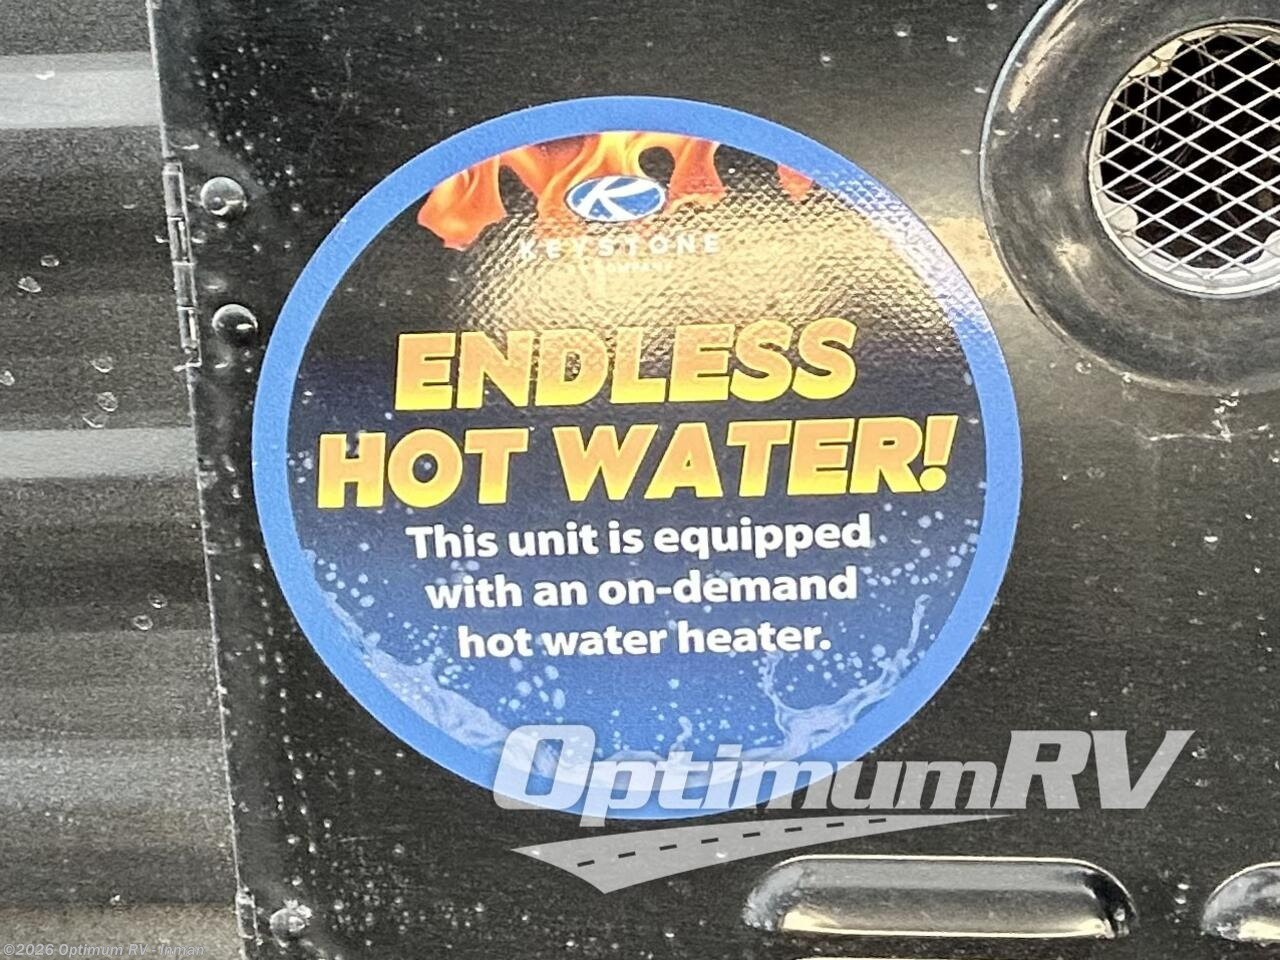 K
KEYSTONE
COMPANY
ENDLESS
HOT WATER!
This unit is equipped
with an on-demand
hot water heater.
OptimumRV
©2026 Optimum RV - Inman